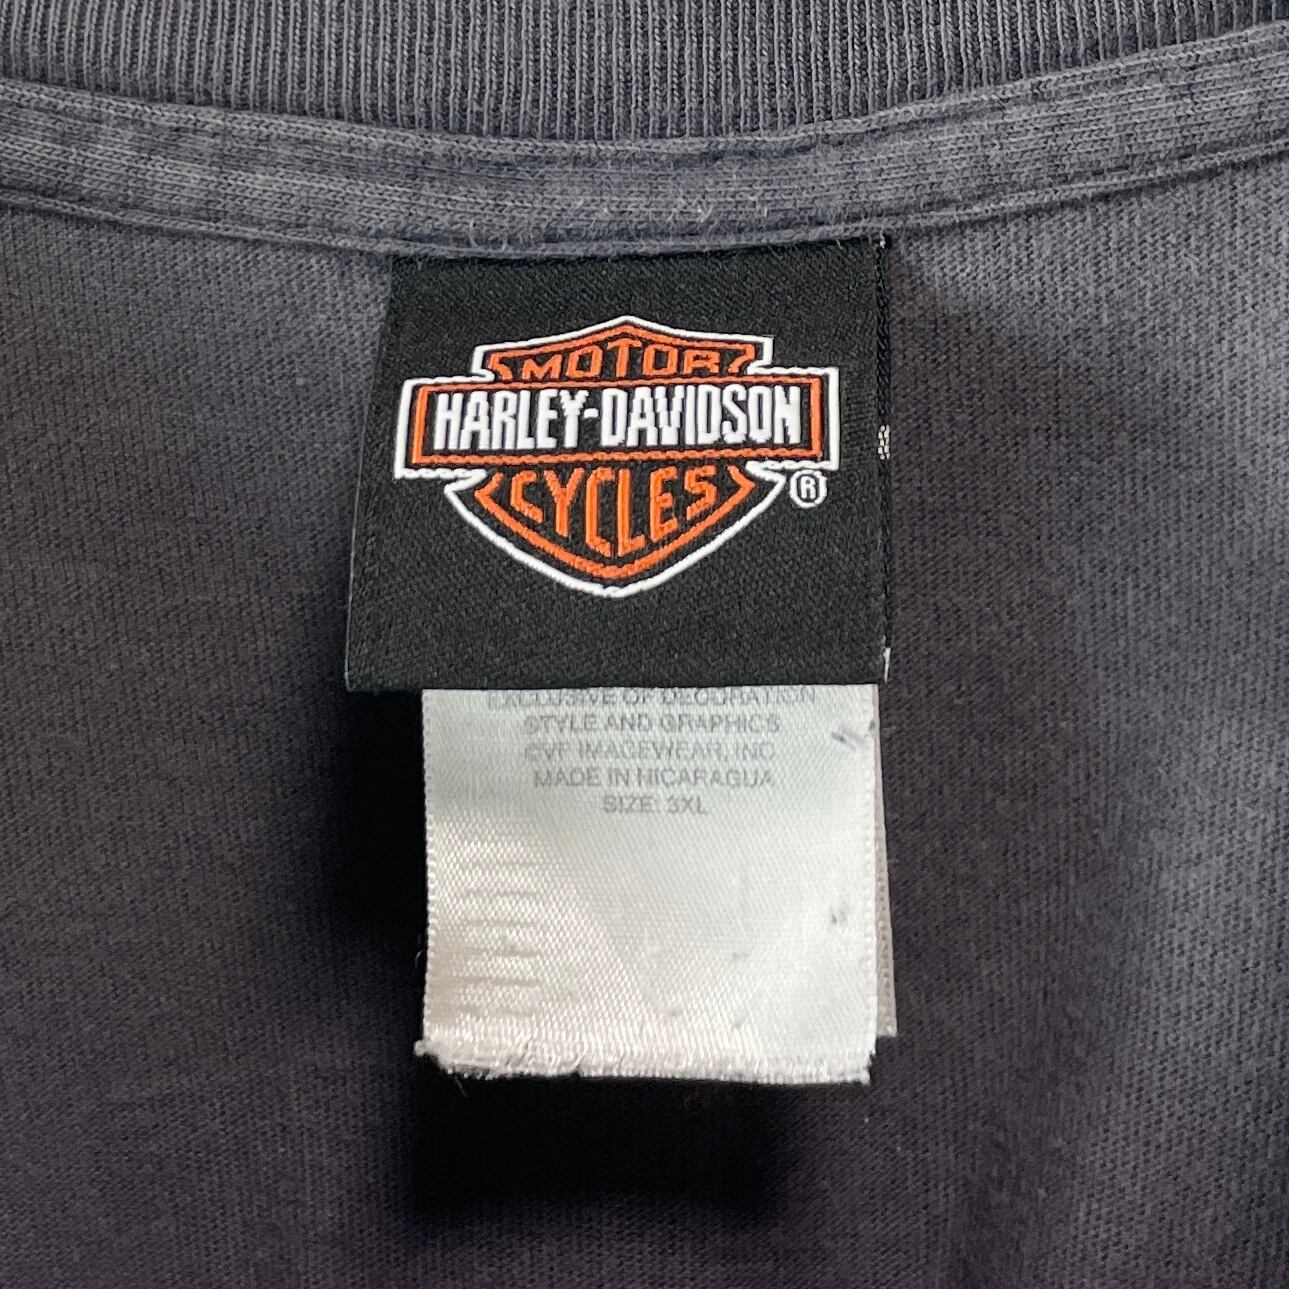 MOTOR
HARLEY-DAVIDSON
CYCLES
®
EXCLUSIVE OF DECORATION
STYLE AND GRAPHICS
©VF IMAGEWEAR, INC
MADE IN NICARAGUA
SIZE: 3XL